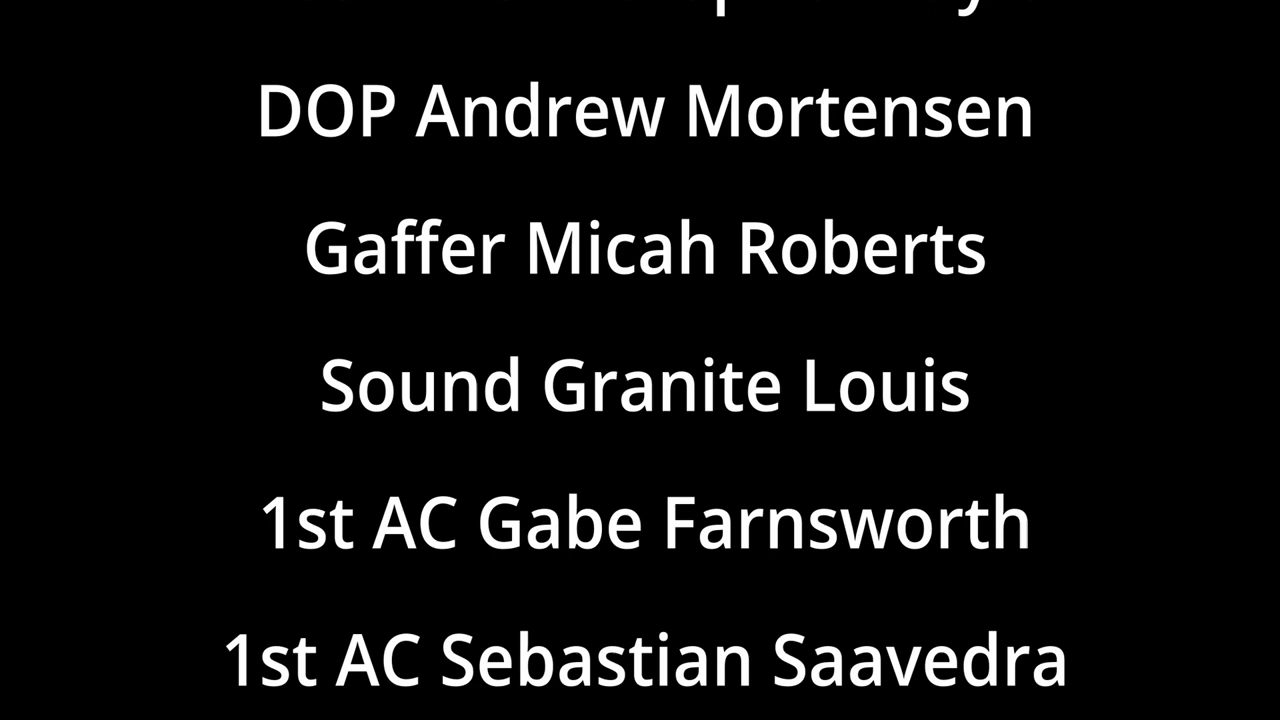 DOP Andrew Mortensen
Gaffer Micah Roberts
Sound Granite Louis
1st AC Gabe Farnsworth
1st AC Sebastian Saavedra